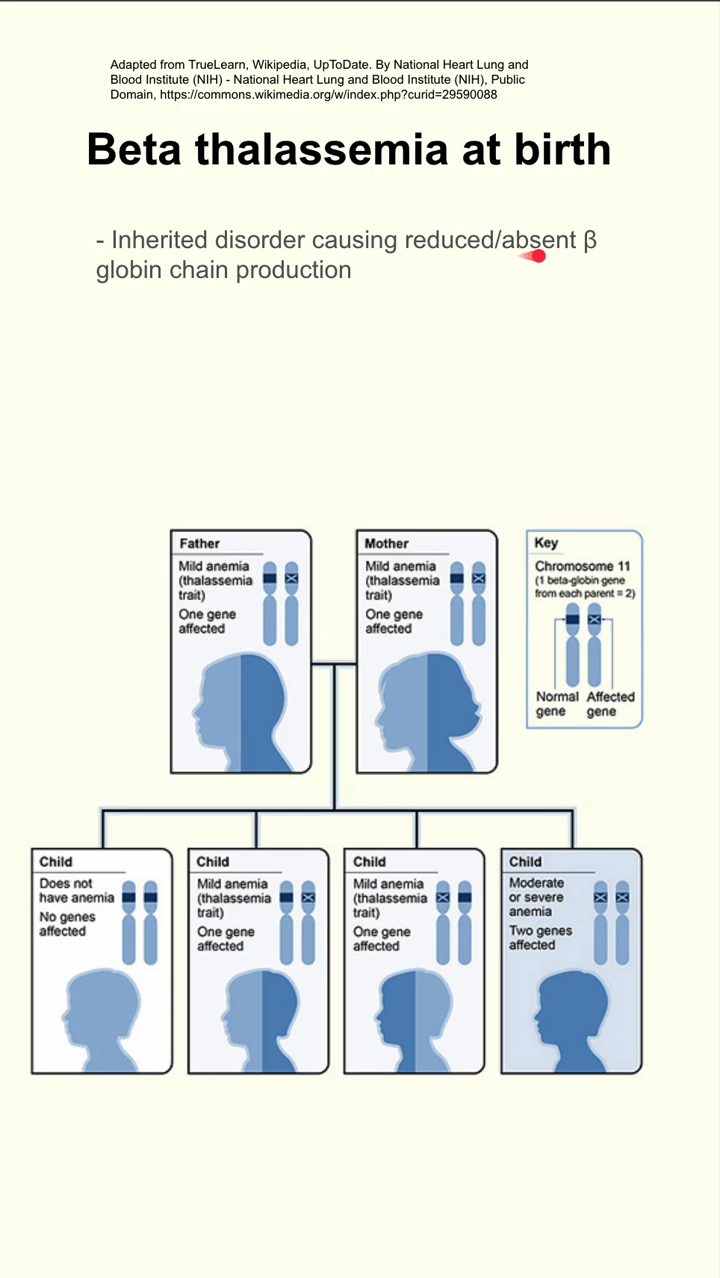 Adapted from TrueLearn, Wikipedia, UpToDate. By National Heart Lung and
Blood Institute (NIH) - National Heart Lung and Blood Institute (NIH), Public
Domain, https://commons.wikimedia.org/w/index.php?curid=29590088
Beta thalassemia at birth
- Inherited disorder causing reduced/absent β
globin chain production
Father
Mild anemia
(thalassemia
trait)
One gene
affected
Mother
Mild anemia
(thalassemia
trait)
One gene
affected
Key
Chromosome 11
(1 beta-globin gene
from each parent = 2)
Normal gene
Affected gene
Child
Does not
have anemia
No genes
affected
Child
Mild anemia
(thalassemia
trait)
One gene
affected
Child
Mild anemia
(thalassemia
trait)
One gene
affected
Child
Moderate
or severe
anemia
Two genes
affected